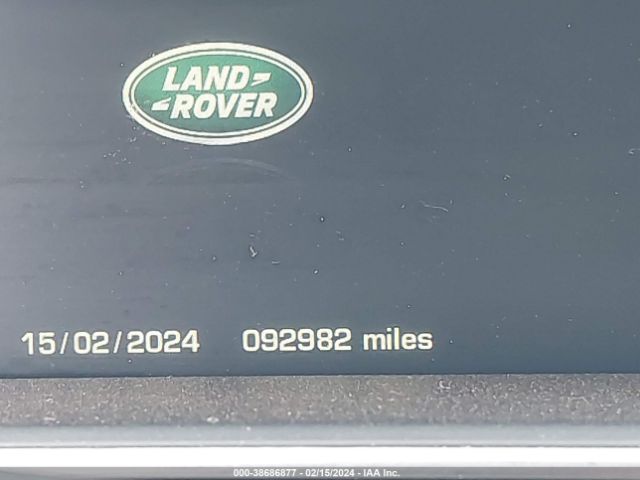 LAND
ROVER
15/02/2024 092982 miles
000-38686877 - 02/15/2024 - IAA Inc.